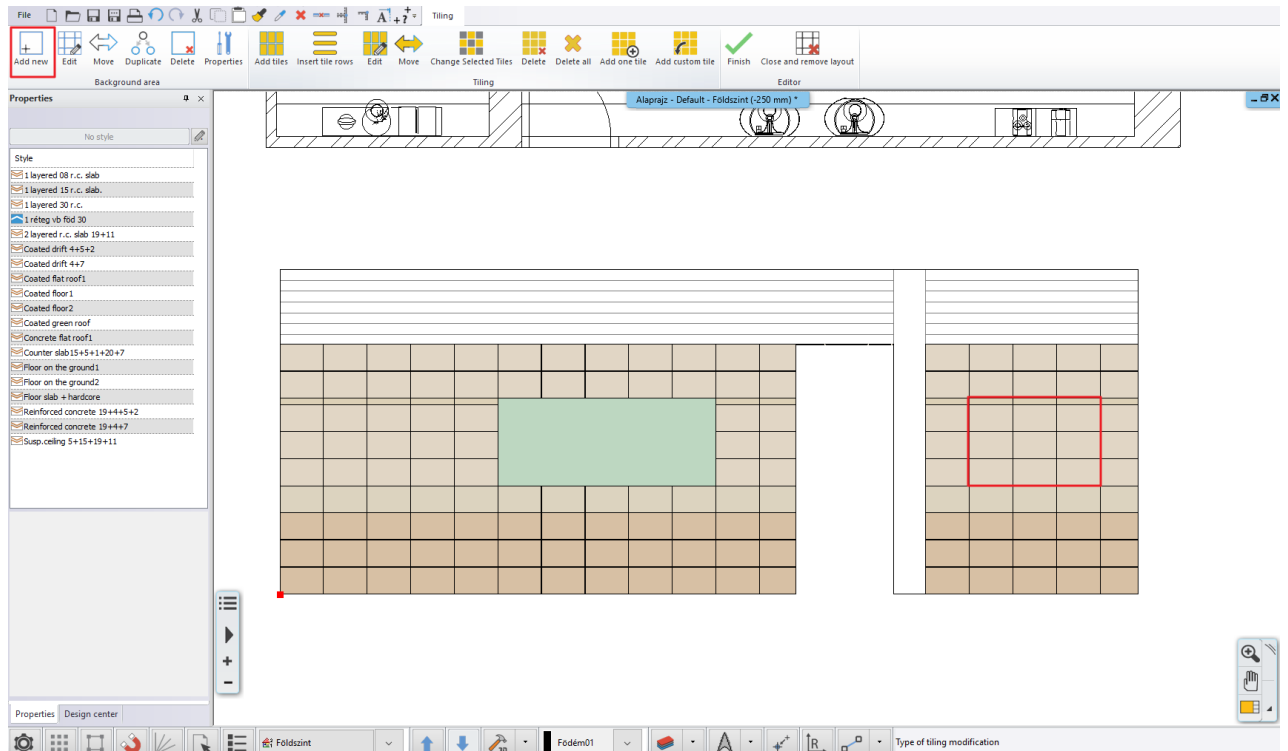 File
Tiling
Add new Edit Move Duplicate Delete Properties Add tiles Insert tile rows Edit Move Change Selected Tiles Delete Delete all Add one tile Add custom tile Finish Close and remove layout
Background area Tiling Editor
Properties
Alaprajz - Default - Földszint (-250 mm) *
No style
Style
1 layered 08 r.c. slab
1 layered 15 r.c. slab.
1 layered 30 r.c.
1 réteg vb föd 30
2 layered r.c. slab 19+11
Coated drift 4+5+2
Coated drift 4+7
Coated flat roof1
Coated floor1
Coated floor2
Coated green roof
Concrete flat roof1
Counter slab15+5+1+20+7
Floor on the ground1
Floor on the ground2
Floor slab + hardcore
Reinforced concrete 19+4+5+2
Reinforced concrete 19+4+7
Susp.ceiling 5+15+19+11
Properties Design center
Földszint Födém01 Type of tiling modification